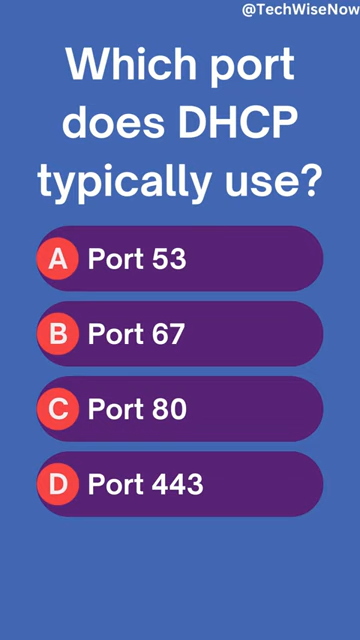 @TechWiseNow
Which port
does DHCP
typically use?
A Port 53
B Port 67
C Port 80
D Port 443